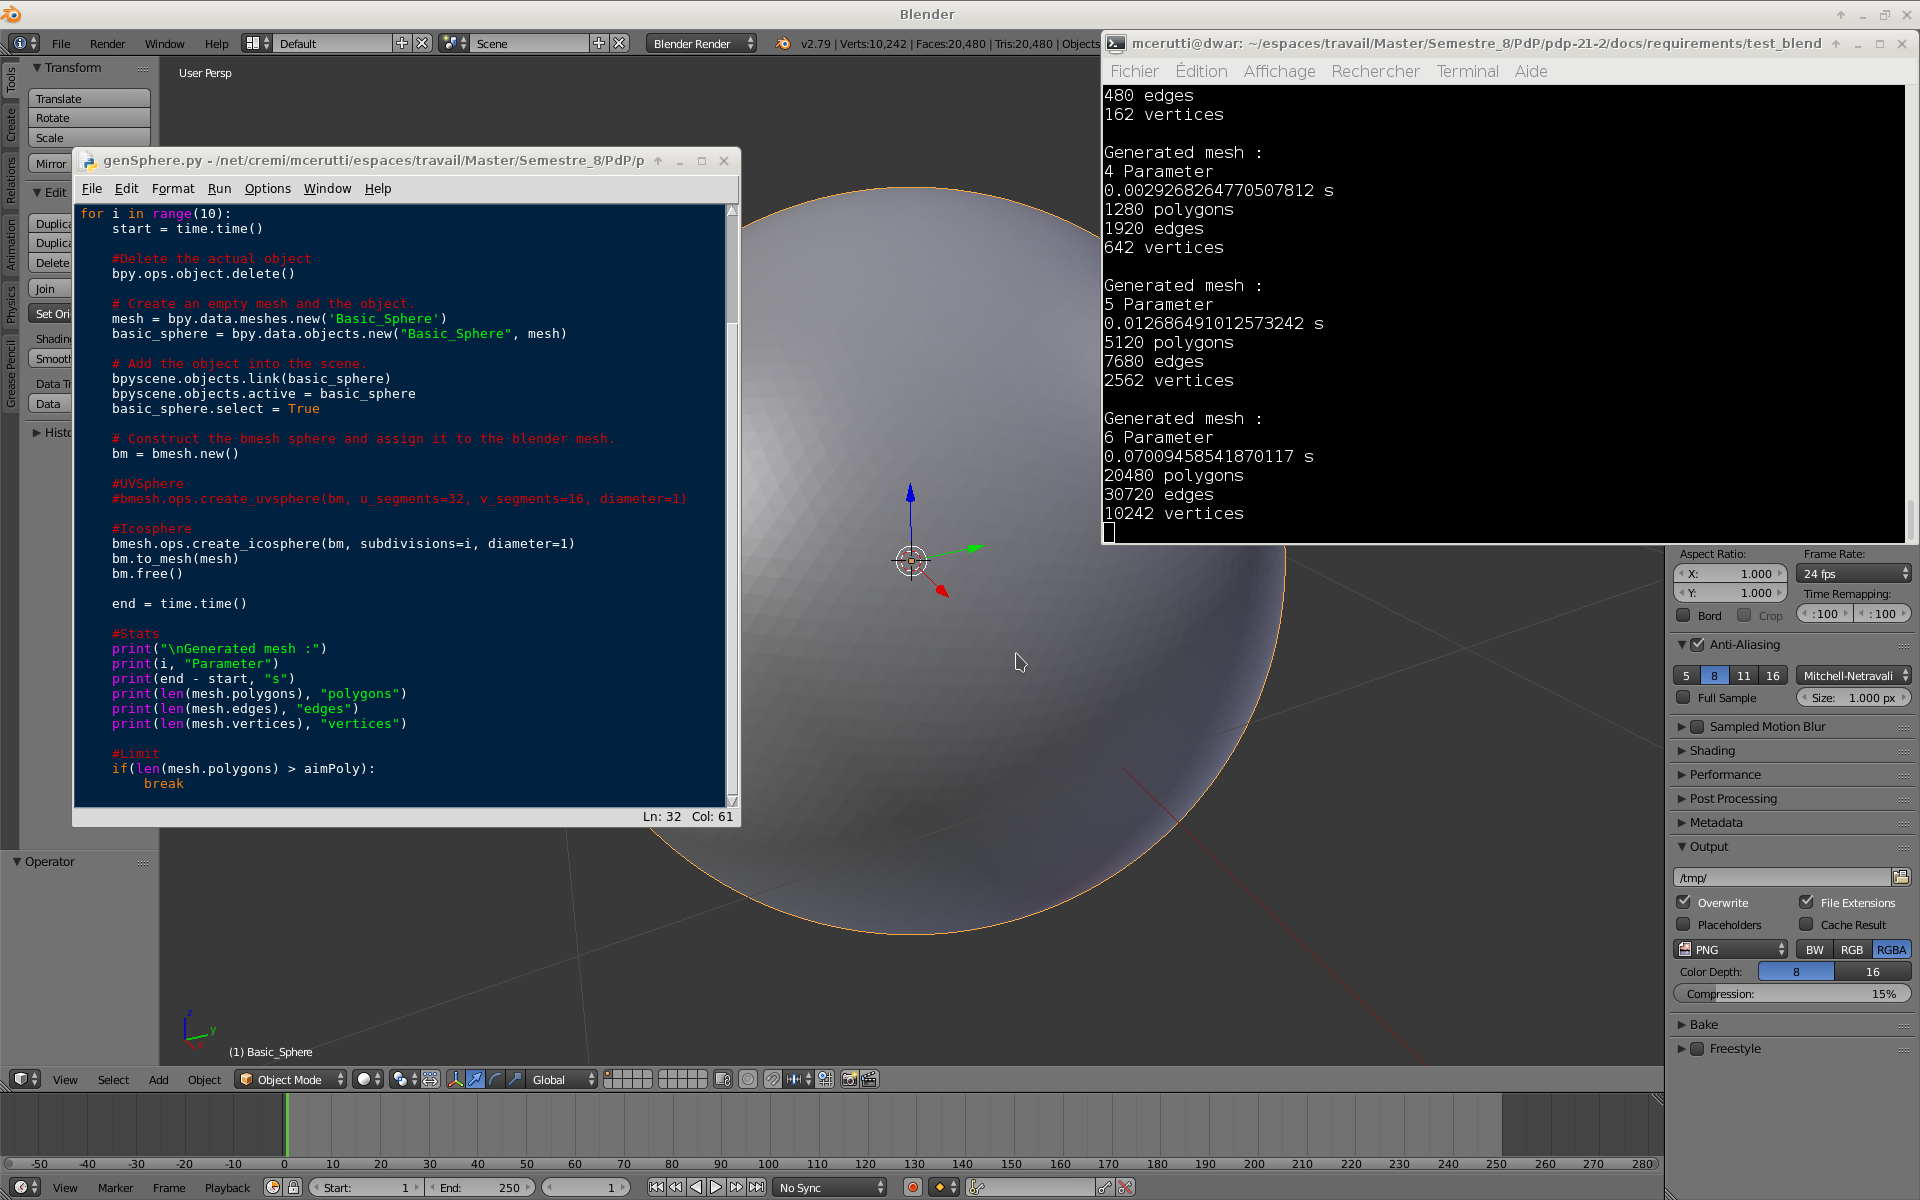 Blender
File Render Window Help Default Scene Blender Render v2.79 | Verts:10,242 | Faces:20,480 | Tris:20,480 | Objects
Tools
Create
Relations
Animation
Physics
Grease Pencil
Transform
Translate
Rotate
Scale
Mirror
Edit
Duplica
Duplica
Delete
Join
Set Ori
Shading
Smooth
Data Tr
Data
Histo
Operator
User Persp
genSphere.py - /net/cremi/mcerutti/espaces/travail/Master/Semestre_8/PdP/p
File Edit Format Run Options Window Help
for i in range(10):
    start = time.time()
    #Delete the actual object
    bpy.ops.object.delete()
    # Create an empty mesh and the object.
    mesh = bpy.data.meshes.new('Basic_Sphere')
    basic_sphere = bpy.data.objects.new("Basic_Sphere", mesh)
    # Add the object into the scene.
    bpyscene.objects.link(basic_sphere)
    bpyscene.objects.active = basic_sphere
    basic_sphere.select = True
    # Construct the bmesh sphere and assign it to the blender mesh.
    bm = bmesh.new()
    #UVSphere
    #bmesh.ops.create_uvsphere(bm, u_segments=32, v_segments=16, diameter=1)
    #Icosphere
    bmesh.ops.create_icosphere(bm, subdivisions=i, diameter=1)
    bm.to_mesh(mesh)
    bm.free()
    end = time.time()
    #Stats
    print("\nGenerated mesh :")
    print(i, "Parameter")
    print(end - start, "s")
    print(len(mesh.polygons), "polygons")
    print(len(mesh.edges), "edges")
    print(len(mesh.vertices), "vertices")
    #Limit
    if(len(mesh.polygons) > aimPoly):
        break
Ln: 32 Col: 61
mcerutti@dwar: ~/espaces/travail/Master/Semestre_8/PdP/pdp-21-2/docs/requirements/test_blend
Fichier Édition Affichage Rechercher Terminal Aide
480 edges
162 vertices
Generated mesh :
4 Parameter
0.0029268264770507812 s
1280 polygons
1920 edges
642 vertices
Generated mesh :
5 Parameter
0.012686491012573242 s
5120 polygons
7680 edges
2562 vertices
Generated mesh :
6 Parameter
0.07009458541870117 s
20480 polygons
30720 edges
10242 vertices
Aspect Ratio: Frame Rate:
X: 1.000 24 fps
Y: 1.000 Time Remapping:
Bord Crop :100 :100
Anti-Aliasing
5 8 11 16 Mitchell-Netravali
Full Sample Size: 1.000 px
Sampled Motion Blur
Shading
Performance
Post Processing
Metadata
Output
/tmp/
Overwrite File Extensions
Placeholders Cache Result
PNG BW RGB RGBA
Color Depth: 8 16
Compression: 15%
Bake
Freestyle
z
y
(1) Basic_Sphere
View Select Add Object Object Mode Global
-50 -40 -30 -20 -10 0 10 20 30 40 50 60 70 80 90 100 110 120 130 140 150 160 170 180 190 200 210 220 230 240 250 260 270 280
View Marker Frame Playback Start: 1 End: 250 1 No Sync